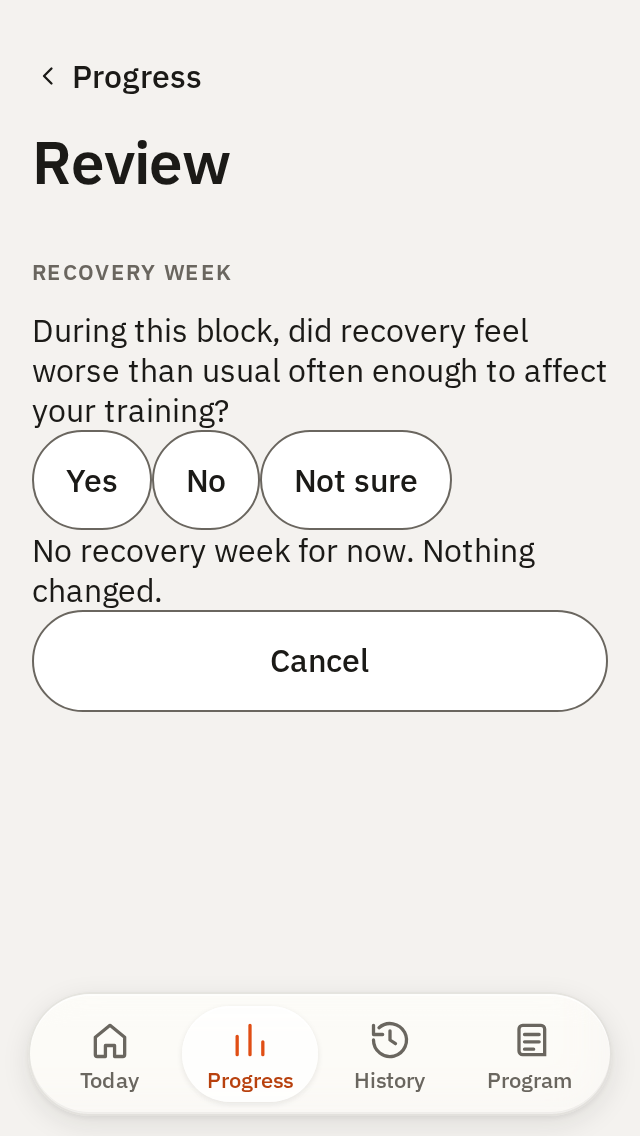 Progress
Review
RECOVERY WEEK
During this block, did recovery feel
worse than usual often enough to affect
your training?
Yes No Not sure
No recovery week for now. Nothing
changed.
Cancel
Today Progress History Program